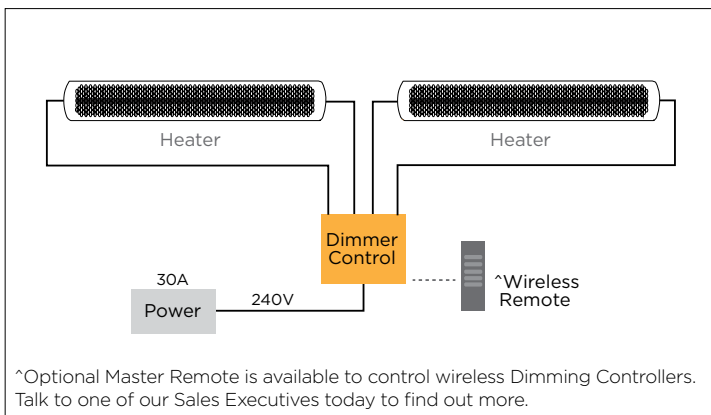 Heater
Heater
Dimmer
Control
30A
Power
240V
^Wireless
Remote
^Optional Master Remote is available to control wireless Dimming Controllers.
Talk to one of our Sales Executives today to find out more.